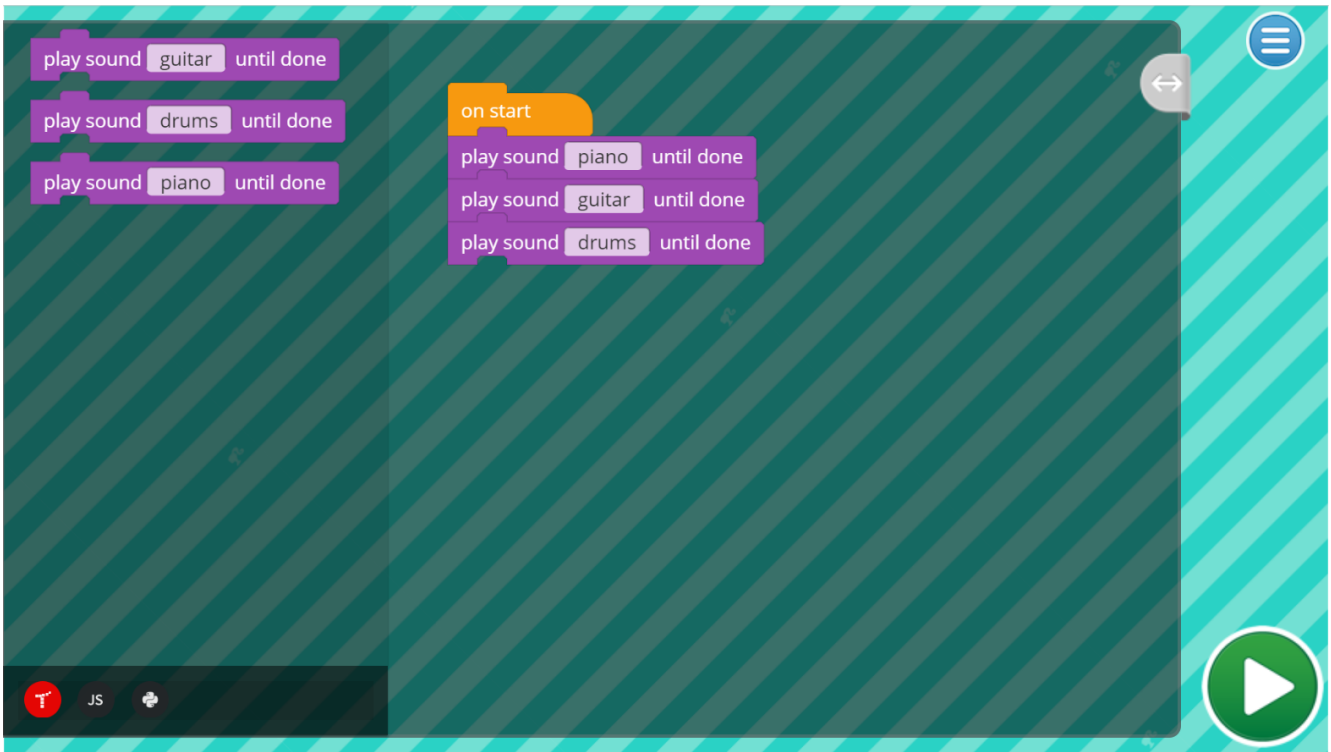 play sound guitar until done
play sound drums until done
play sound piano until done
on start
play sound piano until done
play sound guitar until done
play sound drums until done
JS